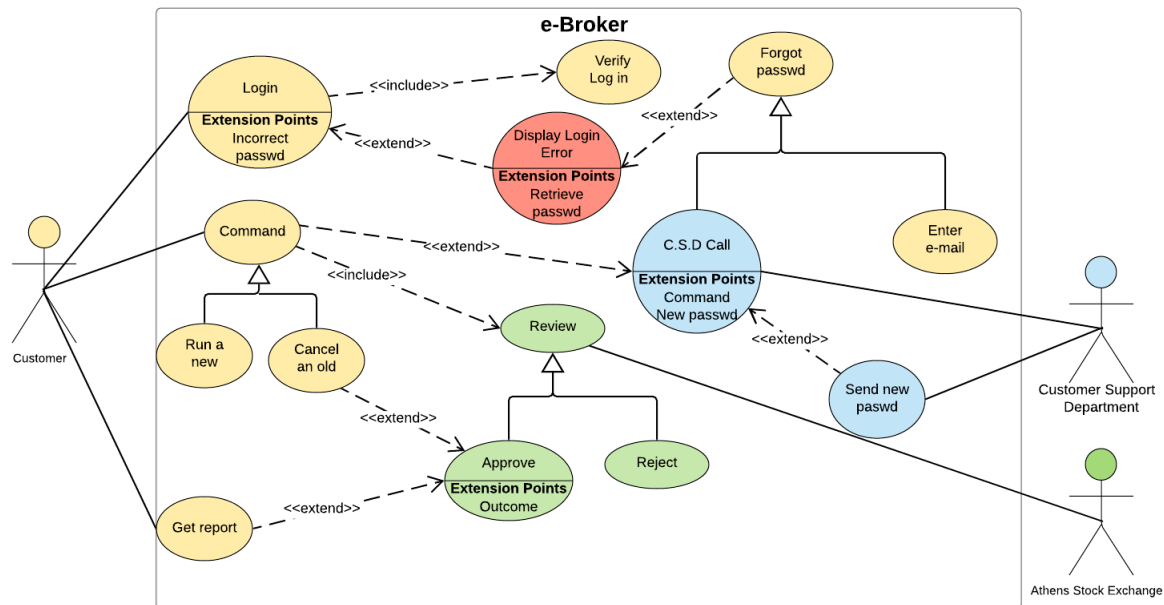 e-Broker
Login
Extension Points
Incorrect
passwd
<<include>>
Verify
Log in
Forgot
passwd
<<extend>>
<<extend>>
Display Login
Error
Extension Points
Retrieve
passwd
Command
<<extend>>
<<include>>
C.S.D Call
Extension Points
Command
New passwd
Enter
e-mail
Run a
new
Cancel
an old
Review
<<extend>>
Send new
paswd
<<extend>>
Approve
Extension Points
Outcome
Reject
Get report
<<extend>>
Customer
Customer Support
Department
Athens Stock Exchange